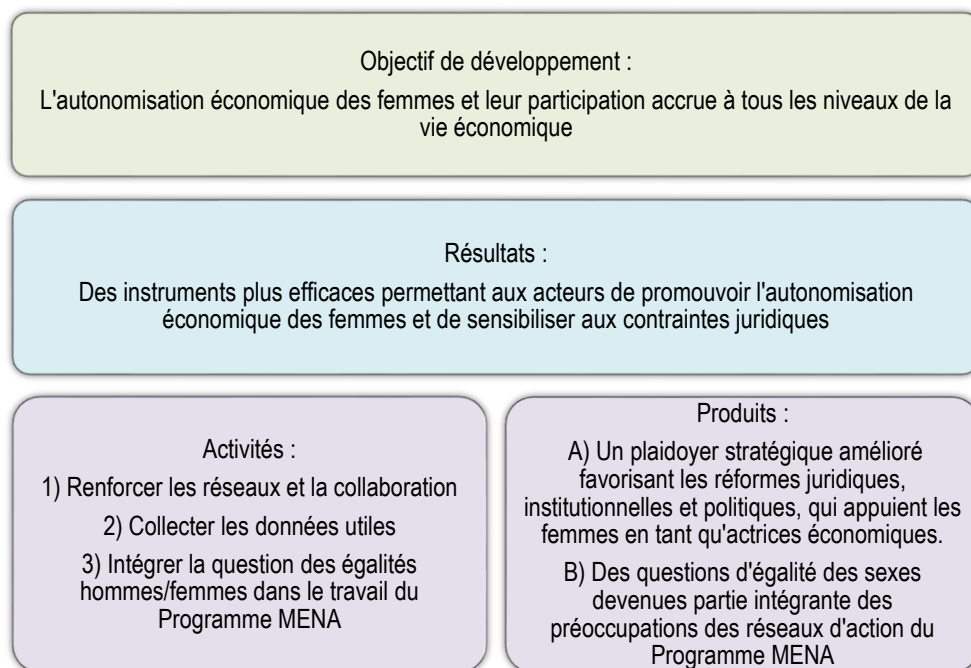 Objectif de développement :
L'autonomisation économique des femmes et leur participation accrue à tous les niveaux de la
vie économique
Résultats :
Des instruments plus efficaces permettant aux acteurs de promouvoir l'autonomisation
économique des femmes et de sensibiliser aux contraintes juridiques
Activités :
1) Renforcer les réseaux et la collaboration
2) Collecter les données utiles
3) Intégrer la question des égalités
hommes/femmes dans le travail du
Programme MENA
Produits :
A) Un plaidoyer stratégique amélioré
favorisant les réformes juridiques,
institutionnelles et politiques, qui appuient les
femmes en tant qu'actrices économiques.
B) Des questions d'égalité des sexes
devenues partie intégrante des
préoccupations des réseaux d'action du
Programme MENA